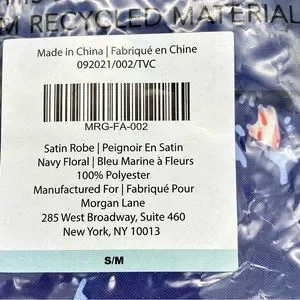 M RECYCLED MATERIAL
Made in China | Fabriqué en Chine
092021/002/TVC
MRG-FA-002
Satin Robe | Peignoir En Satin
Navy Floral | Bleu Marine à Fleurs
100% Polyester
Manufactured For | Fabriqué Pour
Morgan Lane
285 West Broadway, Suite 460
New York, NY 10013
S/M